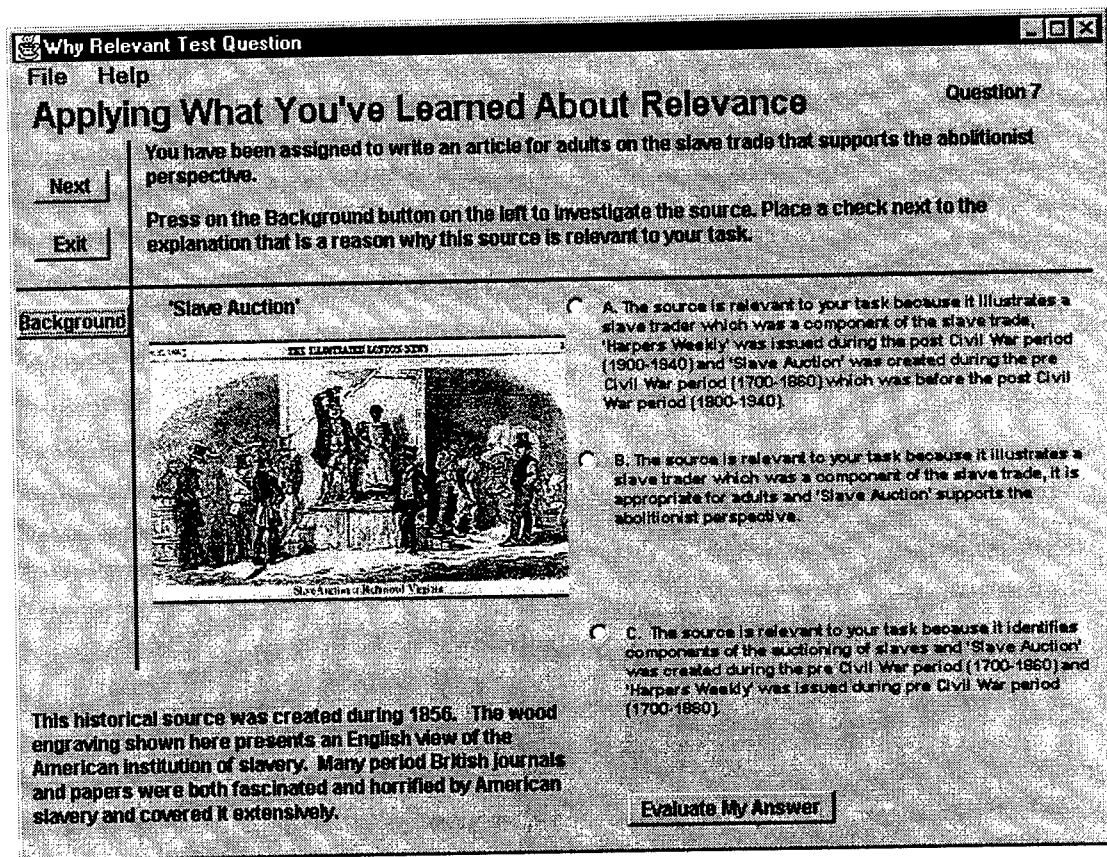 Why Relevant Test Question
File Help
Applying What You've Learned About Relevance
Question 7
Next
Exit
You have been assigned to write an article for adults on the slave trade that supports the abolitionist
perspective.
Press on the Background button on the left to investigate the source. Place a check next to the
explanation that is a reason why this source is relevant to your task.
Background
'Slave Auction'
THE ILLUSTRATED LONDON NEWS
Slave Auction at Richmond Virginia
This historical source was created during 1856. The wood
engraving shown here presents an English view of the
American institution of slavery. Many period British journals
and papers were both fascinated and horrified by American
slavery and covered it extensively.
A. The source is relevant to your task because it illustrates a
slave trader which was a component of the slave trade,
'Harpers Weekly' was issued during the post Civil War period
(1900-1940) and 'Slave Auction' was created during the pre
Civil War period (1700-1860) which was before the post Civil
War period (1900-1940).
B. The source is relevant to your task because it illustrates a
slave trader which was a component of the slave trade, it is
appropriate for adults and 'Slave Auction' supports the
abolitionist perspective.
C. The source is relevant to your task because it identifies
components of the auctioning of slaves and 'Slave Auction'
was created during the pre Civil War period (1700-1860) and
'Harpers Weekly' was issued during pre Civil War period
(1700-1860).
Evaluate My Answer